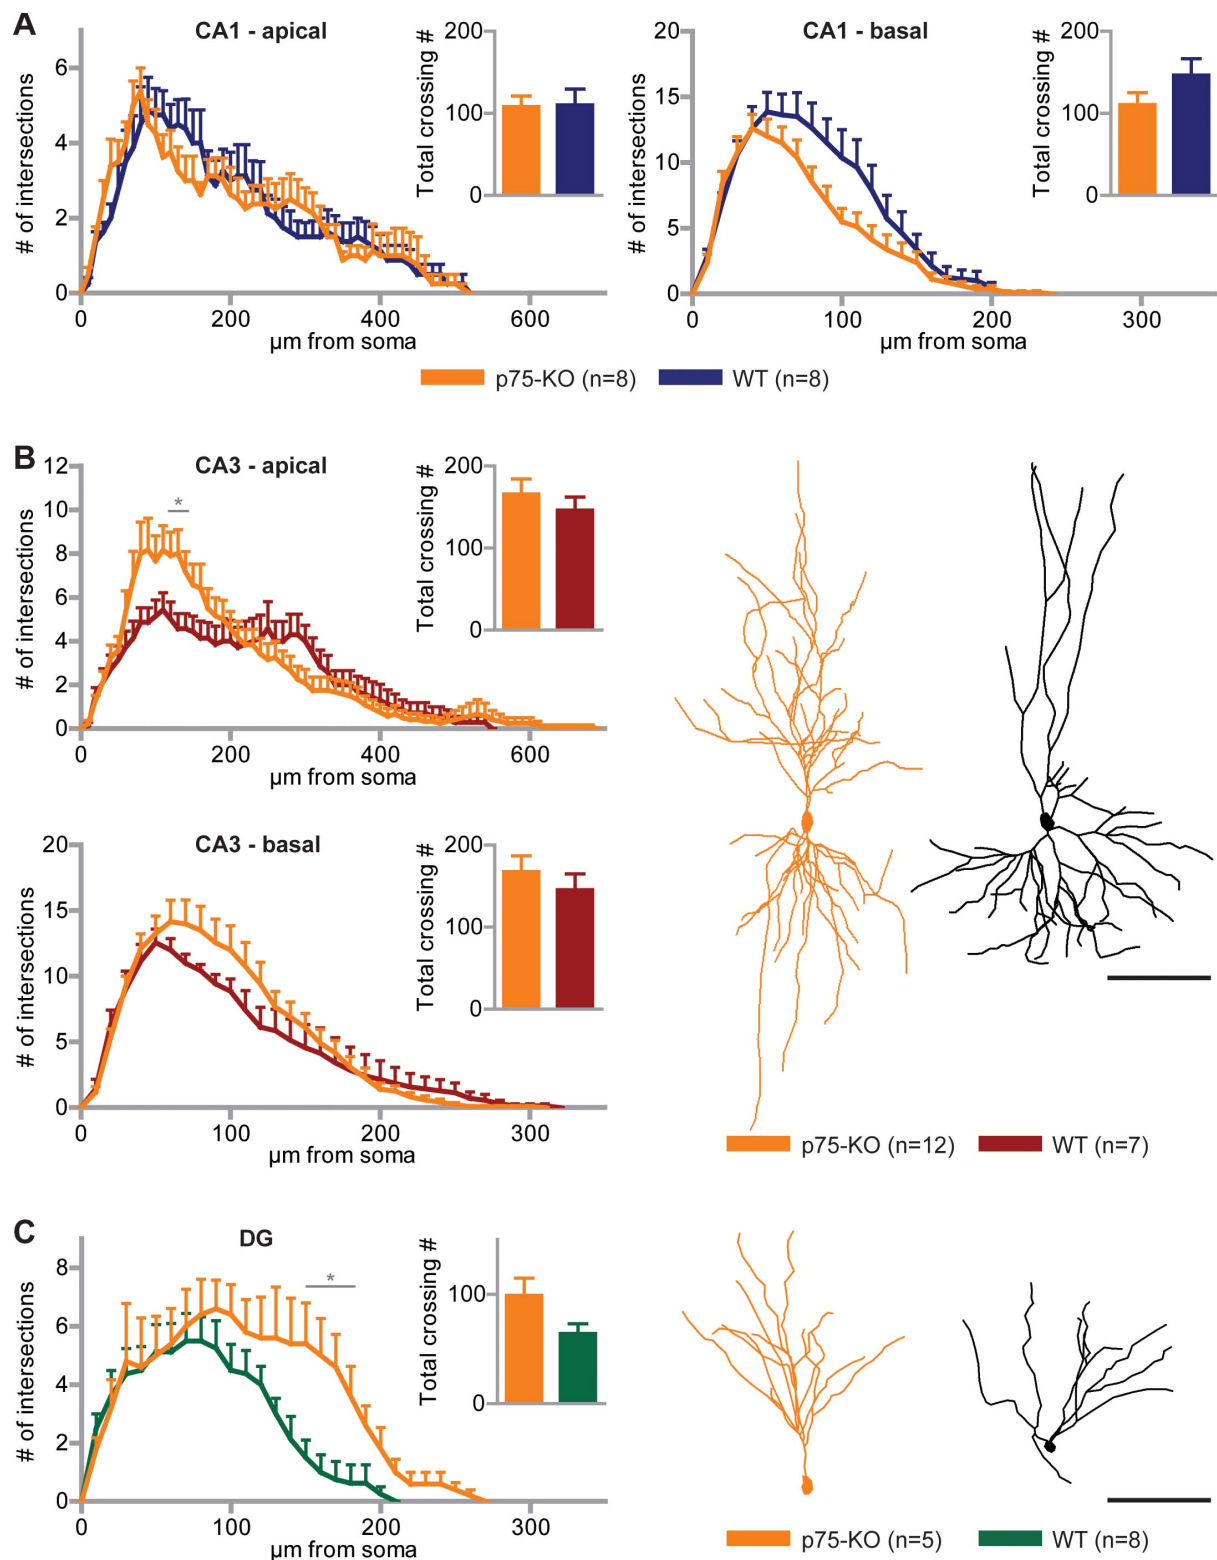 A
CA1 - apical
# of intersections
6
4
2
0
0 200 400 600
µm from soma
Total crossing #
200
100
0
CA1 - basal
# of intersections
20
15
10
5
0
0 100 200 300
µm from soma
Total crossing #
200
100
0
p75-KO (n=8) WT (n=8)
B
CA3 - apical
# of intersections
12
10
8
6
4
2
0
*
0 200 400 600
µm from soma
Total crossing #
200
100
0
CA3 - basal
# of intersections
20
15
10
5
0
0 100 200 300
µm from soma
Total crossing #
200
100
0
p75-KO (n=12) WT (n=7)
C
DG
# of intersections
8
6
4
2
0
*
0 100 200 300
µm from soma
Total crossing #
100
0
p75-KO (n=5) WT (n=8)